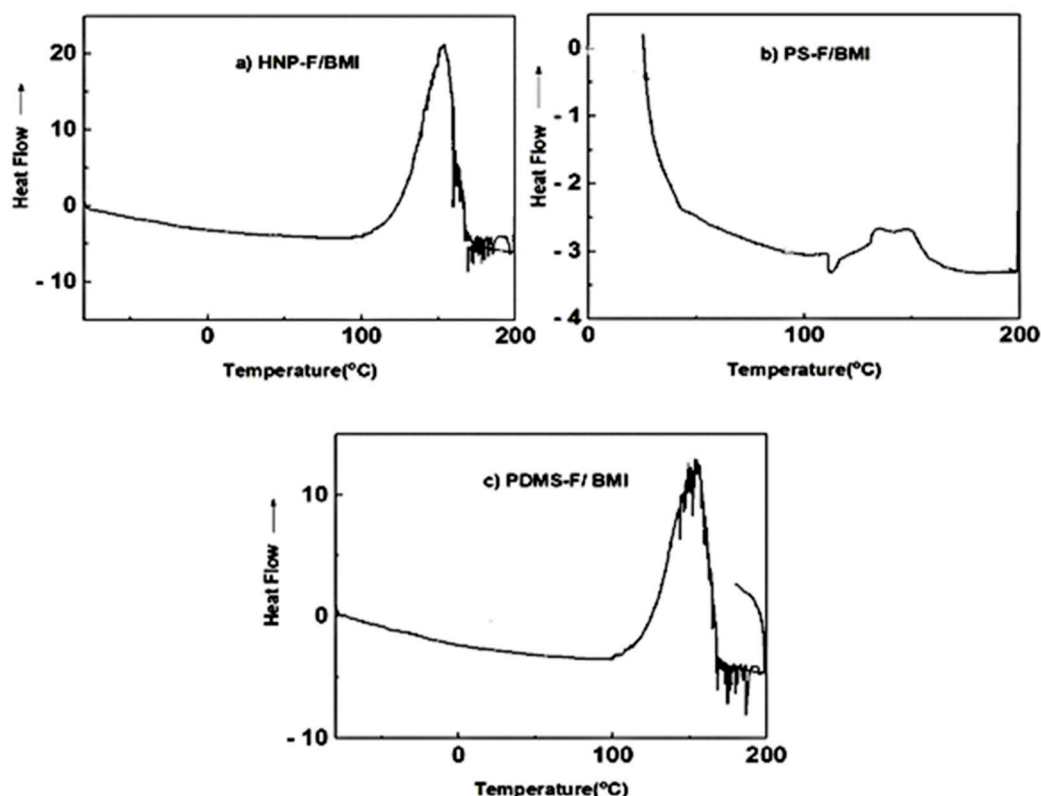 a) HNP-F/BMI
20
10
0
- 10
Heat Flow →
0
100
200
Temperature(°C)
b) PS-F/BMI
0
- 1
- 2
- 3
- 4
Heat Flow →
0
100
200
Temperature(°C)
c) PDMS-F/ BMI
10
0
- 10
Heat Flow →
0
100
200
Temperature(°C)